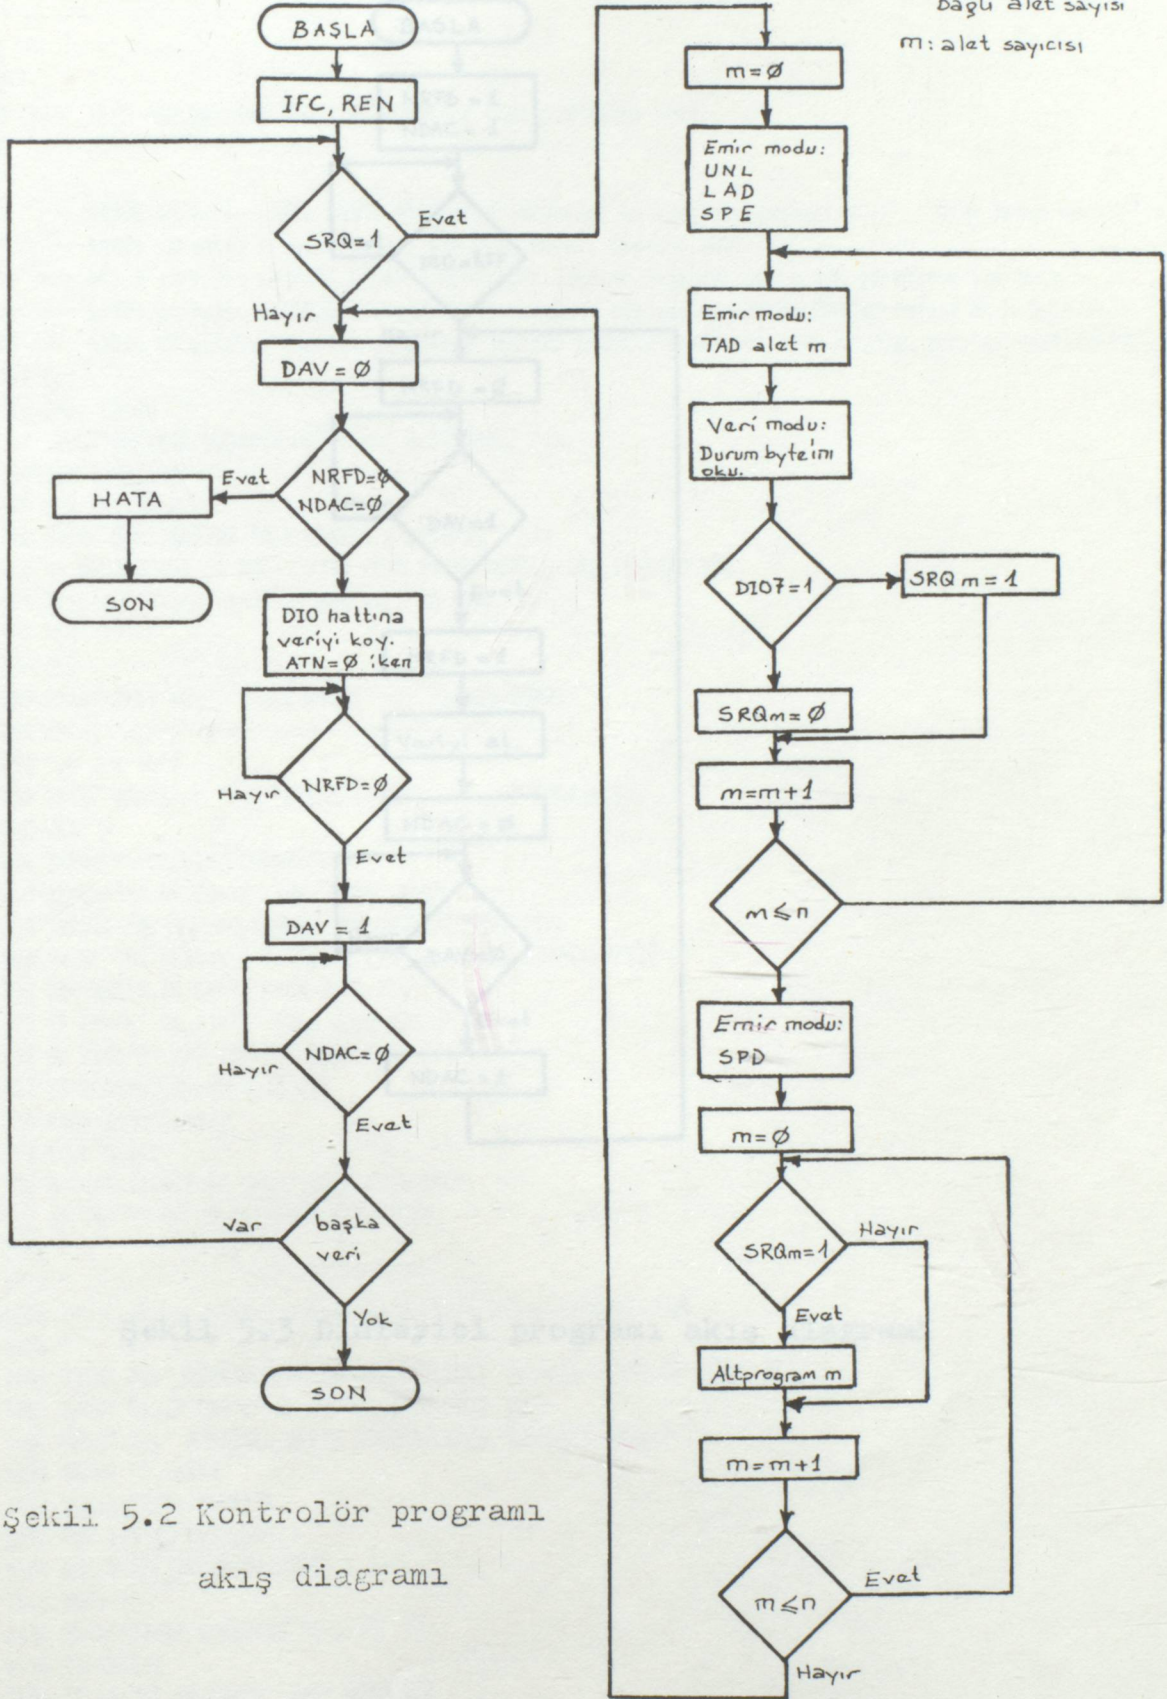 BAŞLA
IFC, REN
SRQ=1
Evet
Hayır
DAV = Ø
NRFD=Ø
NDAC=Ø
Evet
HATA
SON
DIO hattına
veriyi koy.
ATN=Ø iken
NRFD=Ø
Hayır
Evet
DAV = 1
NDAC=Ø
Hayır
Evet
başka
veri
Var
Yok
SON
bağlı alet sayısı
m: alet sayıcısı
m=Ø
Emir modu:
UNL
LAD
SPE
Emir modu:
TAD alet m
Veri modu:
Durum byte'ını
oku.
DIO7=1
SRQ m = 1
SRQm=Ø
m=m+1
m≤n
Emir modu:
SPD
m=Ø
SRQm=1
Hayır
Evet
Altprogram m
m=m+1
m≤n
Evet
Hayır
Şekil 5.2 Kontrolör programı
akış diagramı